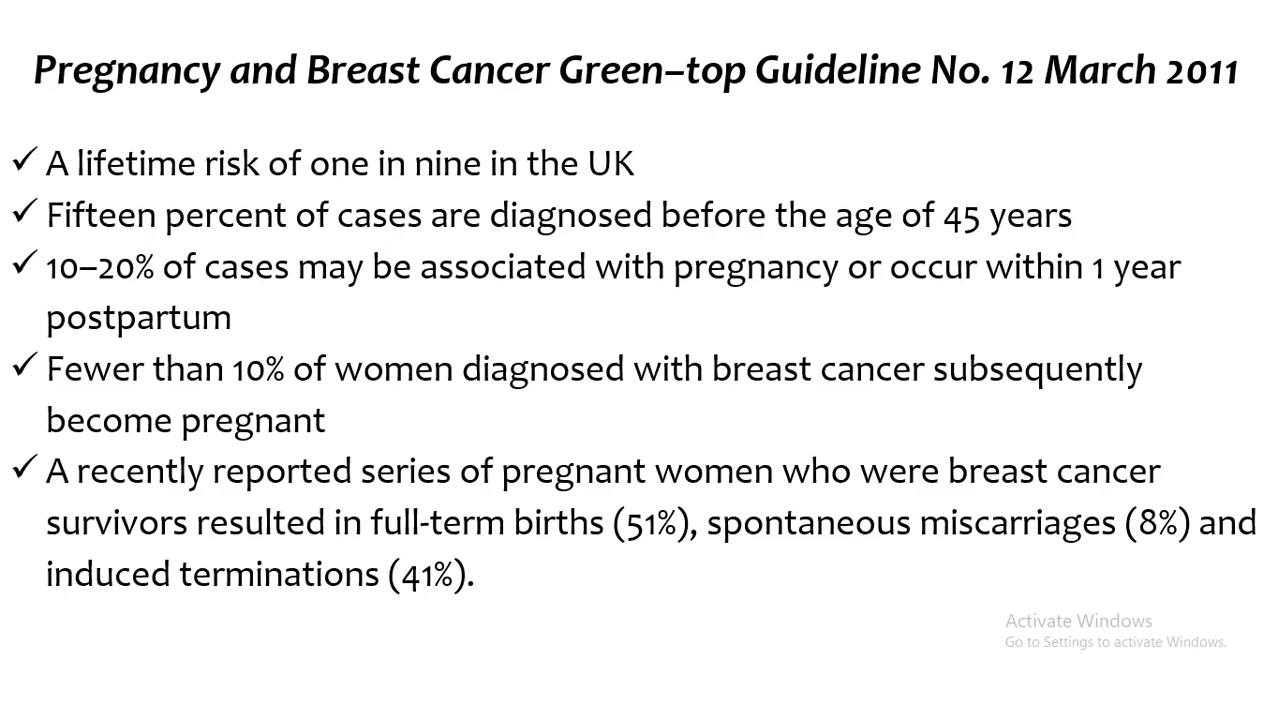 Pregnancy and Breast Cancer Green–top Guideline No. 12 March 2011
✓ A lifetime risk of one in nine in the UK
✓ Fifteen percent of cases are diagnosed before the age of 45 years
✓ 10–20% of cases may be associated with pregnancy or occur within 1 year
postpartum
✓ Fewer than 10% of women diagnosed with breast cancer subsequently
become pregnant
✓ A recently reported series of pregnant women who were breast cancer
survivors resulted in full-term births (51%), spontaneous miscarriages (8%) and
induced terminations (41%).
Activate Windows
Go to Settings to activate Windows.